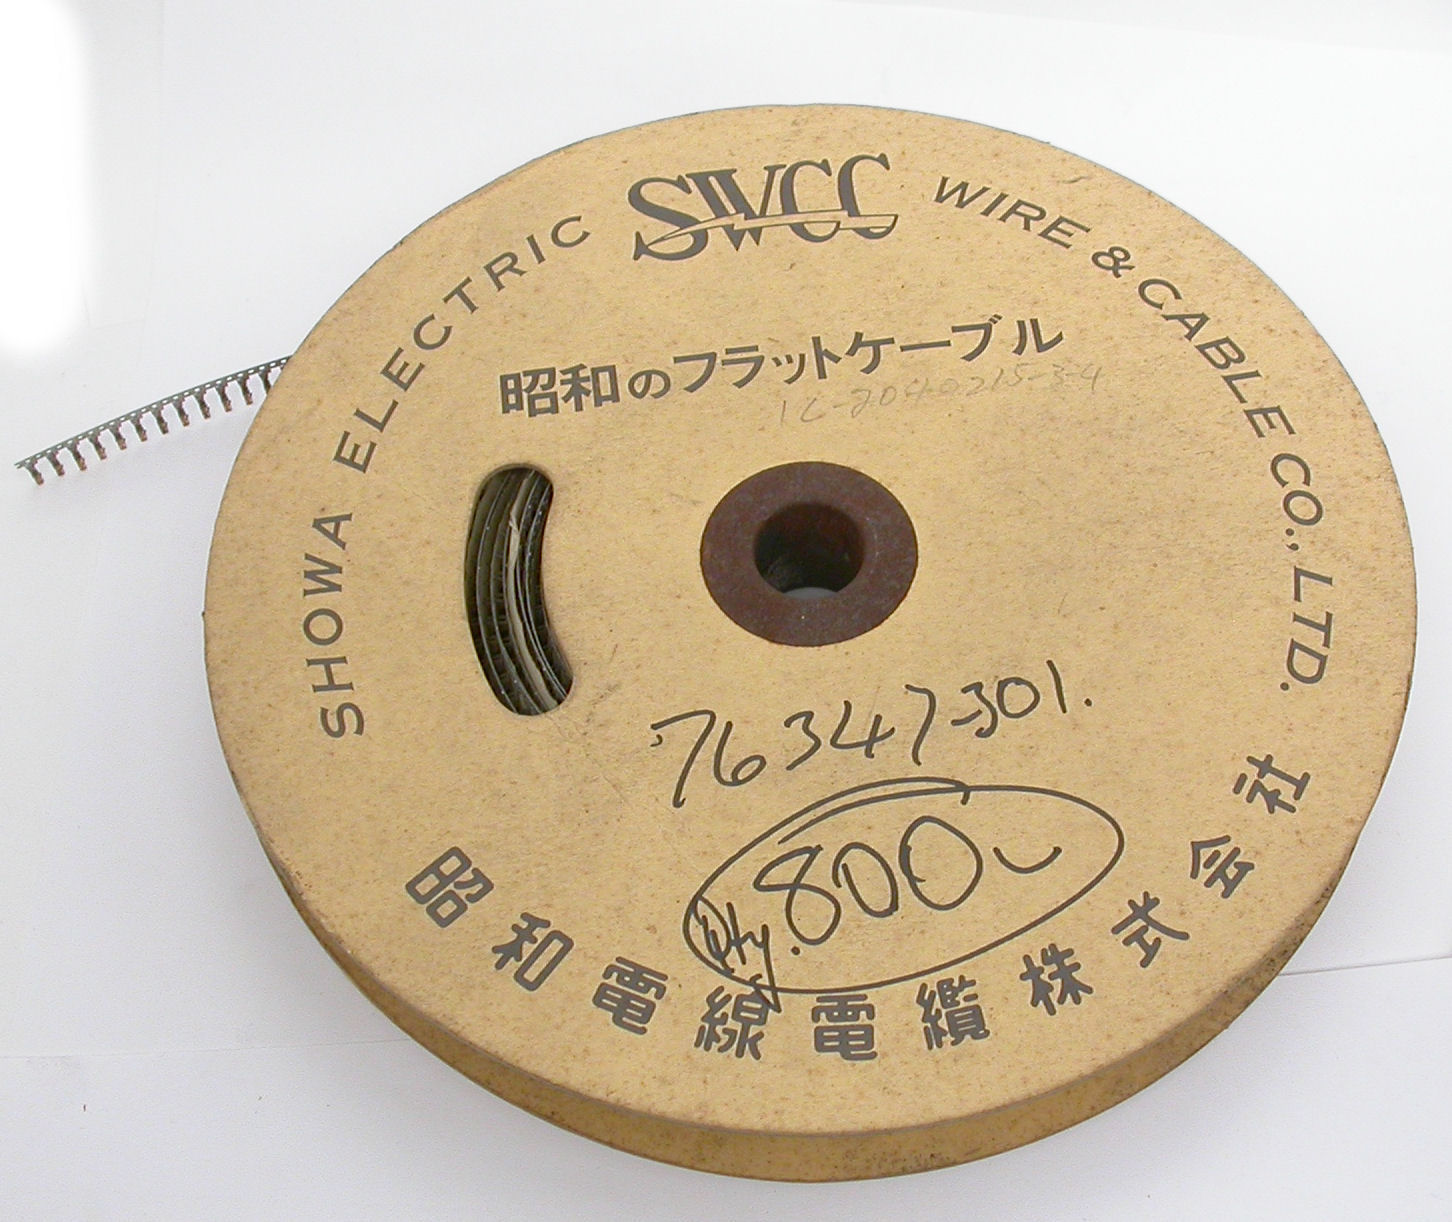 SHOWA ELECTRIC SWCC WIRE & CABLE CO., LTD.
昭和のフラットケーブル
76347-301.
Qty. 800
昭和電線電纜株式会社